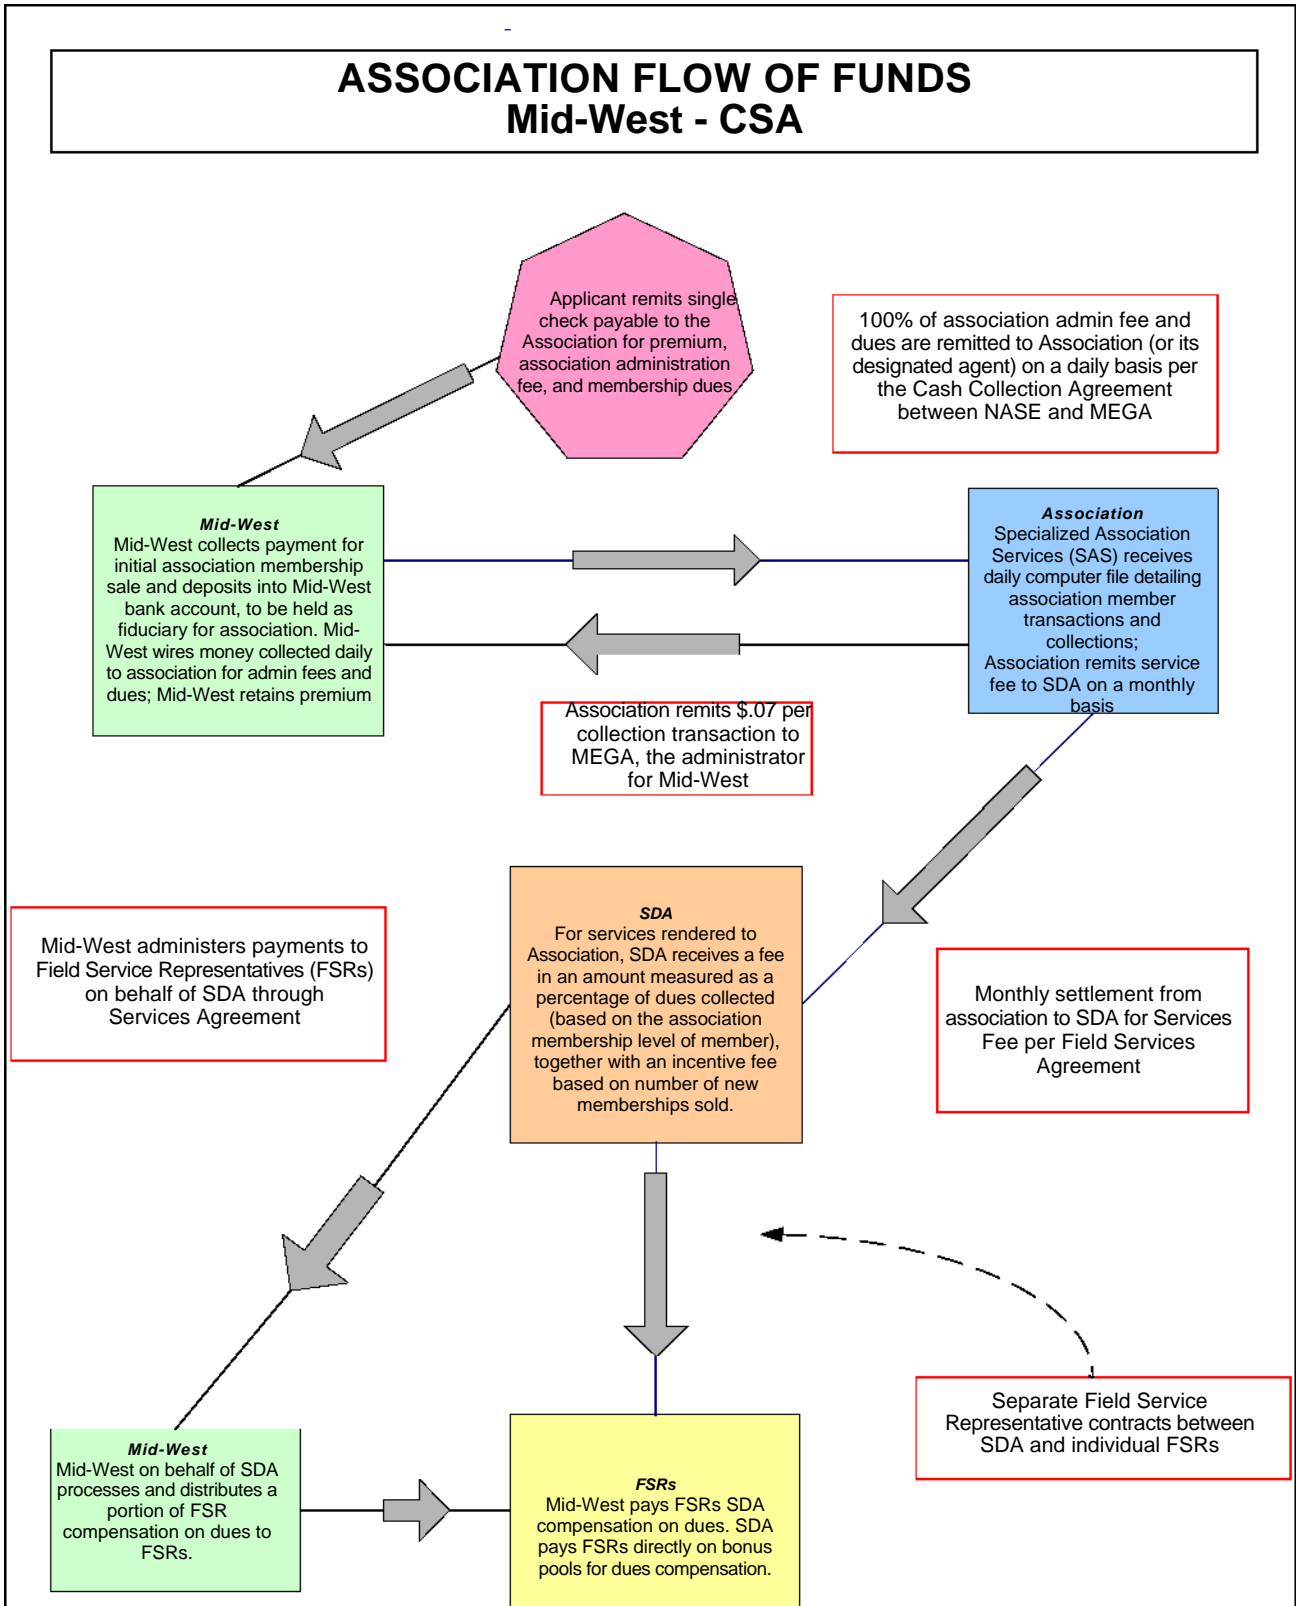 ASSOCIATION FLOW OF FUNDS
Mid-West - CSA
Applicant remits single
check payable to the
Association for premium,
association administration
fee, and membership dues
100% of association admin fee and
dues are remitted to Association (or its
designated agent) on a daily basis per
the Cash Collection Agreement
between NASE and MEGA
Mid-West
Mid-West collects payment for
initial association membership
sale and deposits into Mid-West
bank account, to be held as
fiduciary for association. Mid-
West wires money collected daily
to association for admin fees and
dues; Mid-West retains premium
Association
Specialized Association
Services (SAS) receives
daily computer file detailing
association member
transactions and
collections;
Association remits service
fee to SDA on a monthly
basis
Association remits $.07 per
collection transaction to
MEGA, the administrator
for Mid-West
SDA
For services rendered to
Association, SDA receives a fee
in an amount measured as a
percentage of dues collected
(based on the association
membership level of member),
together with an incentive fee
based on number of new
memberships sold.
Mid-West administers payments to
Field Service Representatives (FSRs)
on behalf of SDA through
Services Agreement
Monthly settlement from
association to SDA for Services
Fee per Field Services
Agreement
Separate Field Service
Representative contracts between
SDA and individual FSRs
Mid-West
Mid-West on behalf of SDA
processes and distributes a
portion of FSR
compensation on dues to
FSRs.
FSRs
Mid-West pays FSRs SDA
compensation on dues. SDA
pays FSRs directly on bonus
pools for dues compensation.